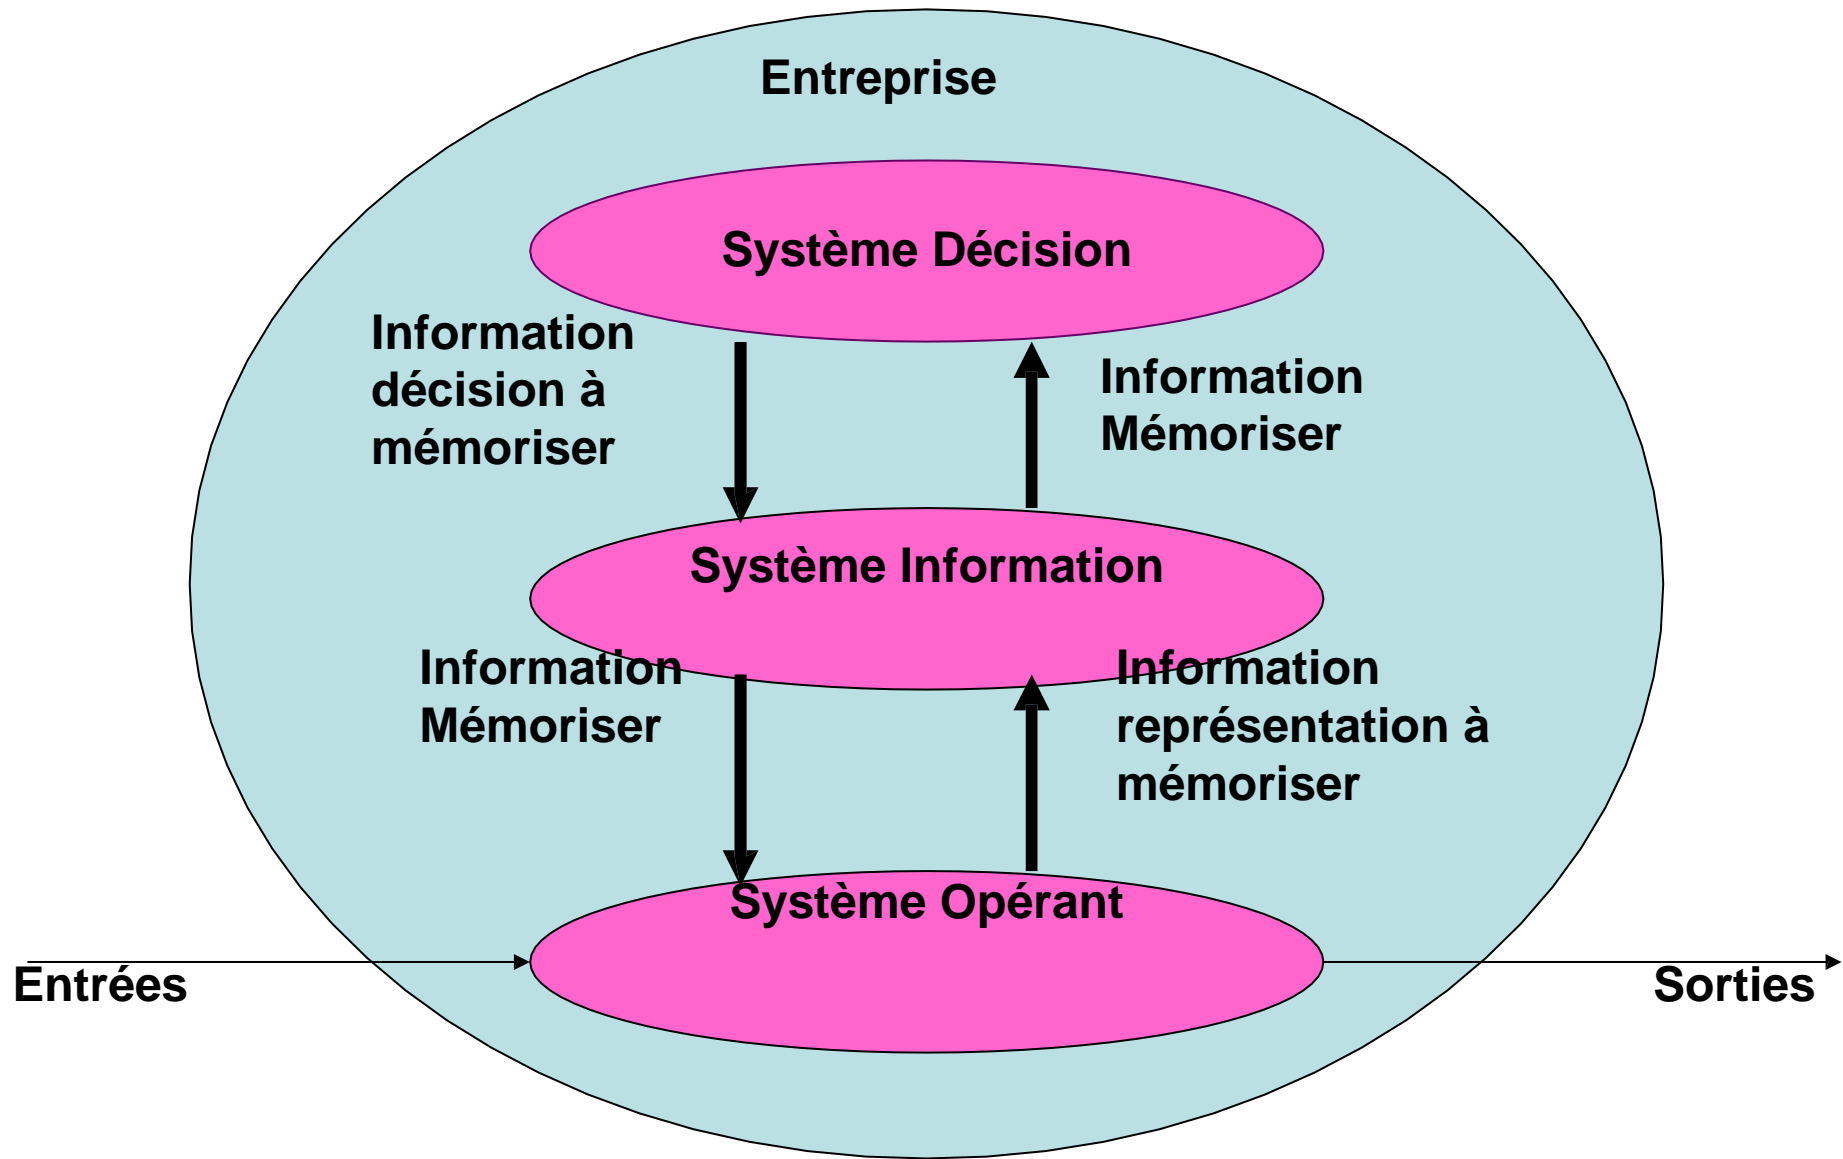 Entreprise
Système Décision
Information
décision à
mémoriser
Information
Mémoriser
Système Information
Information
Mémoriser
Information
représentation à
mémoriser
Système Opérant
Entrées
Sorties